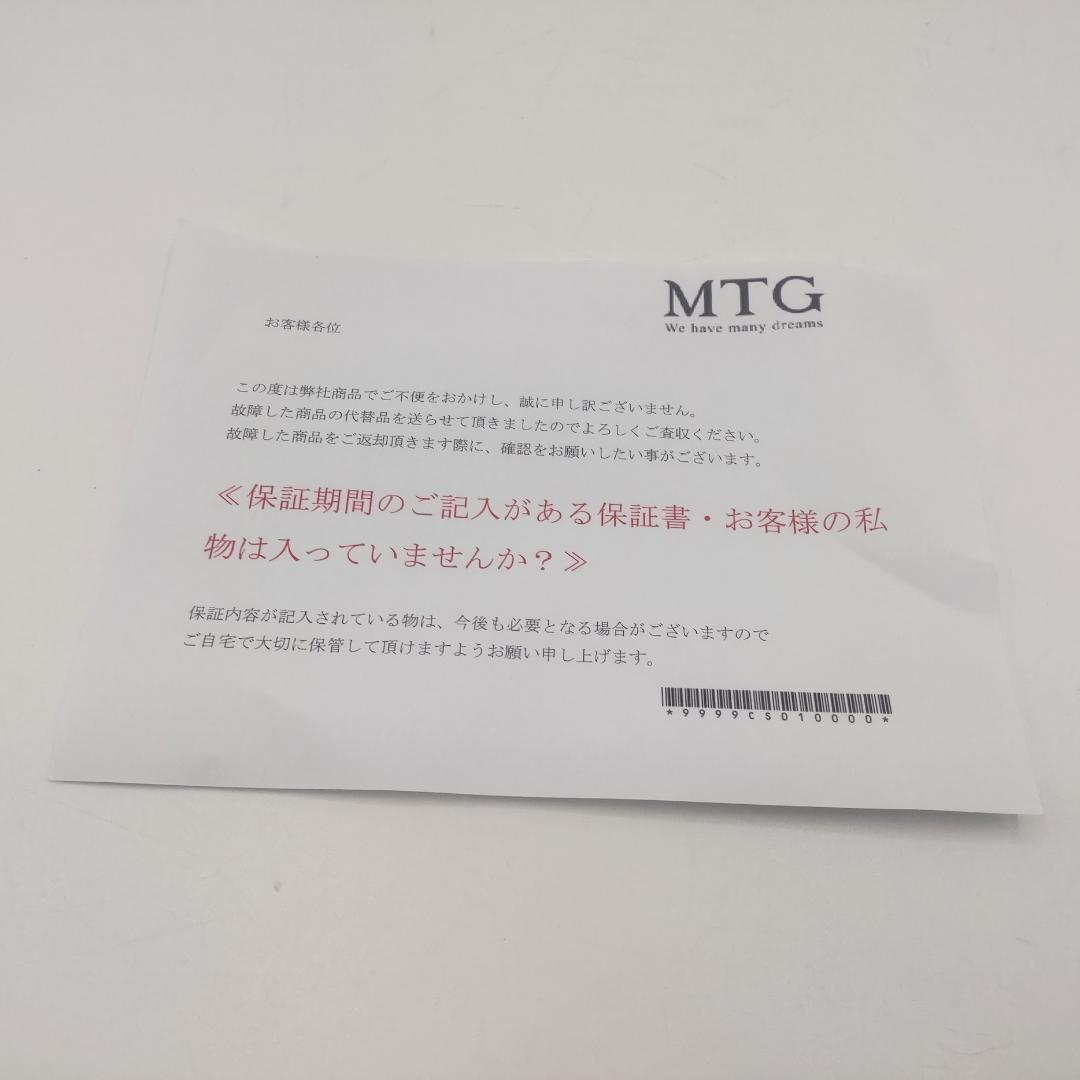 MTG
We have many dreams
お客様各位
この度は弊社商品でご不便をおかけし、誠に申し訳ございません。
故障した商品の代替品を送らせて頂きましたのでよろしくご査収ください。
故障した商品をご返却頂きます際に、確認をお願いしたい事がございます。
≪保証期間のご記入がある保証書・お客様の私
物は入っていませんか？≫
保証内容が記入されている物は、今後も必要となる場合がございますので
ご自宅で大切に保管して頂けますようお願い申し上げます。
*9999CS010000*